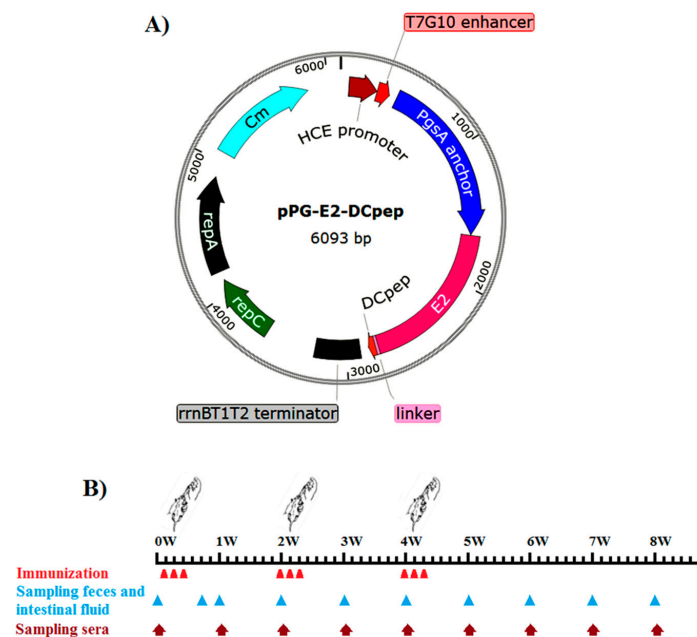 A)
T7G10 enhancer
6000
Cm
HCE promoter
PgsA anchor
1000
5000
pPG-E2-DCpep
6093 bp
repA
2000
E2
DCpep
repC
4000
3000
rrnBT1T2 terminator
linker
B)
0W 1W 2W 3W 4W 5W 6W 7W 8W
Immunization
Sampling feces and
intestinal fluid
Sampling sera